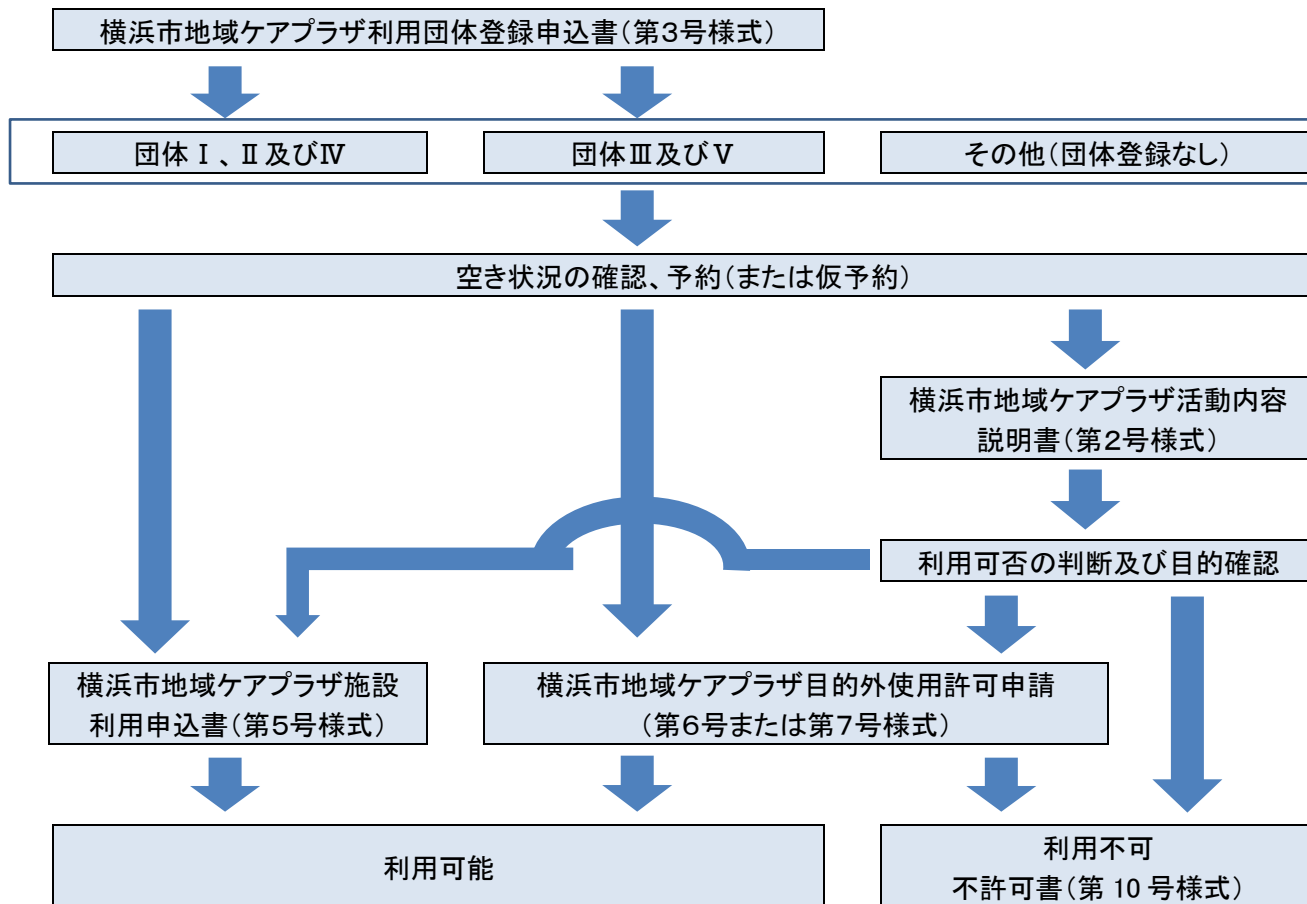 横浜市地域ケアプラザ利用団体登録申込書(第3号様式)
団体Ⅰ、Ⅱ及びⅣ
団体Ⅲ及びⅤ
その他(団体登録なし)
空き状況の確認、予約(または仮予約)
横浜市地域ケアプラザ活動内容
説明書(第2号様式)
利用可否の判断及び目的確認
横浜市地域ケアプラザ施設
利用申込書(第5号様式)
横浜市地域ケアプラザ目的外使用許可申請
(第6号または第7号様式)
利用可能
利用不可
不許可書(第 10 号様式)